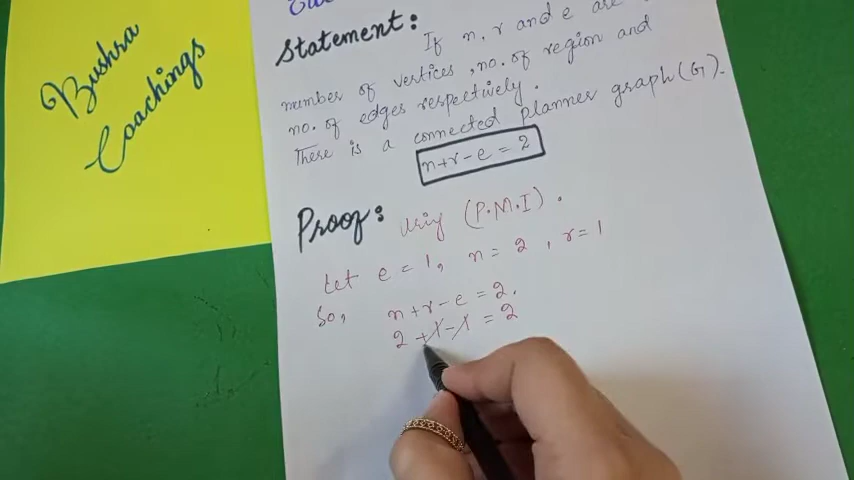 Bushra
Coachings
Statement:
If n, r and e are
number of vertices, no. of region and
no. of edges respectively.
There is a connected planner graph (G).
n+r-e = 2
Proof: Using (P.M.I).
Let e = 1, n = 2, r = 1
So, n+r-e = 2.
2 + 1 - 1 = 2